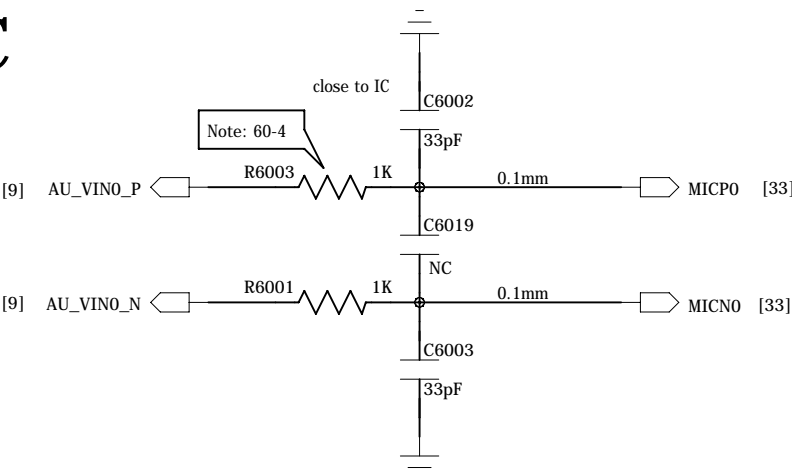 close to IC
C6002
33pF
Note: 60-4
R6003 1K
0.1mm
[9] AU_VIN0_P
MICP0 [33]
C6019
NC
R6001 1K
0.1mm
[9] AU_VIN0_N
MICN0 [33]
C6003
33pF